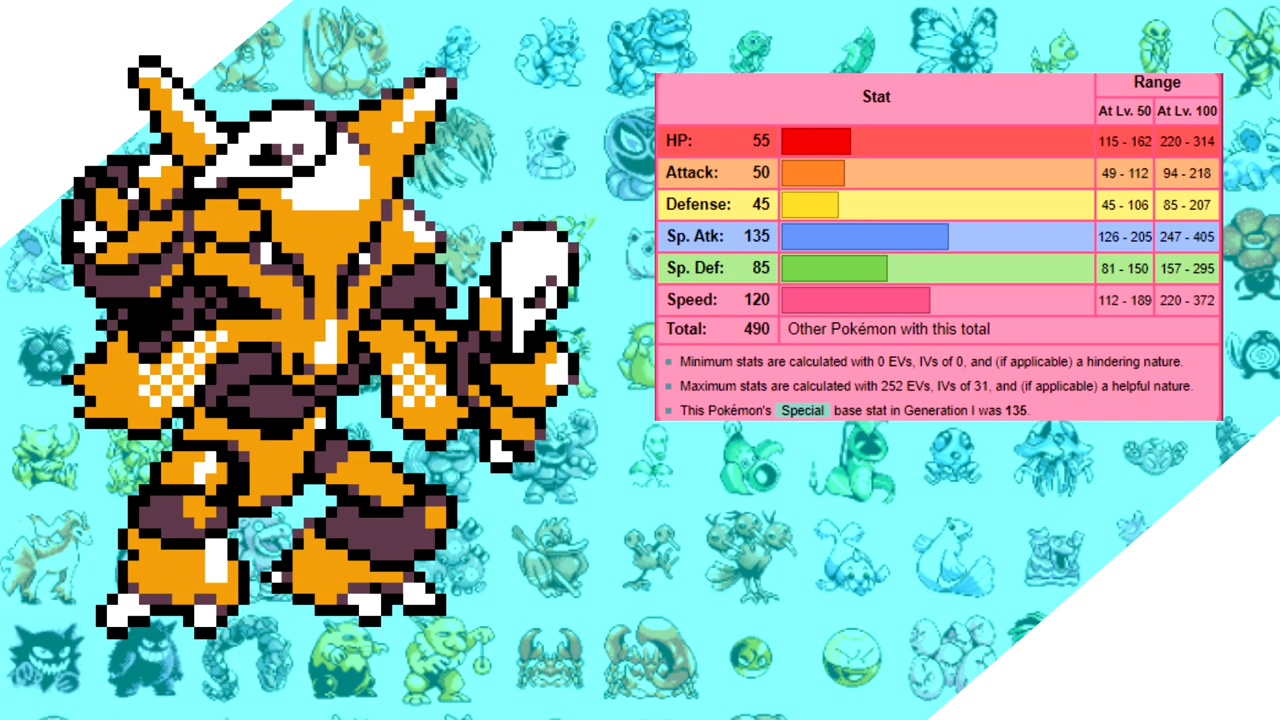 Stat Range
At Lv. 50 At Lv. 100
HP: 55 115 - 162 220 - 314
Attack: 50 49 - 112 94 - 218
Defense: 45 45 - 106 85 - 207
Sp. Atk: 135 126 - 205 247 - 405
Sp. Def: 85 81 - 150 157 - 295
Speed: 120 112 - 189 220 - 372
Total: 490 Other Pokémon with this total
Minimum stats are calculated with 0 EVs, IVs of 0, and (if applicable) a hindering nature.
Maximum stats are calculated with 252 EVs, IVs of 31, and (if applicable) a helpful nature.
This Pokémon's Special base stat in Generation I was 135.